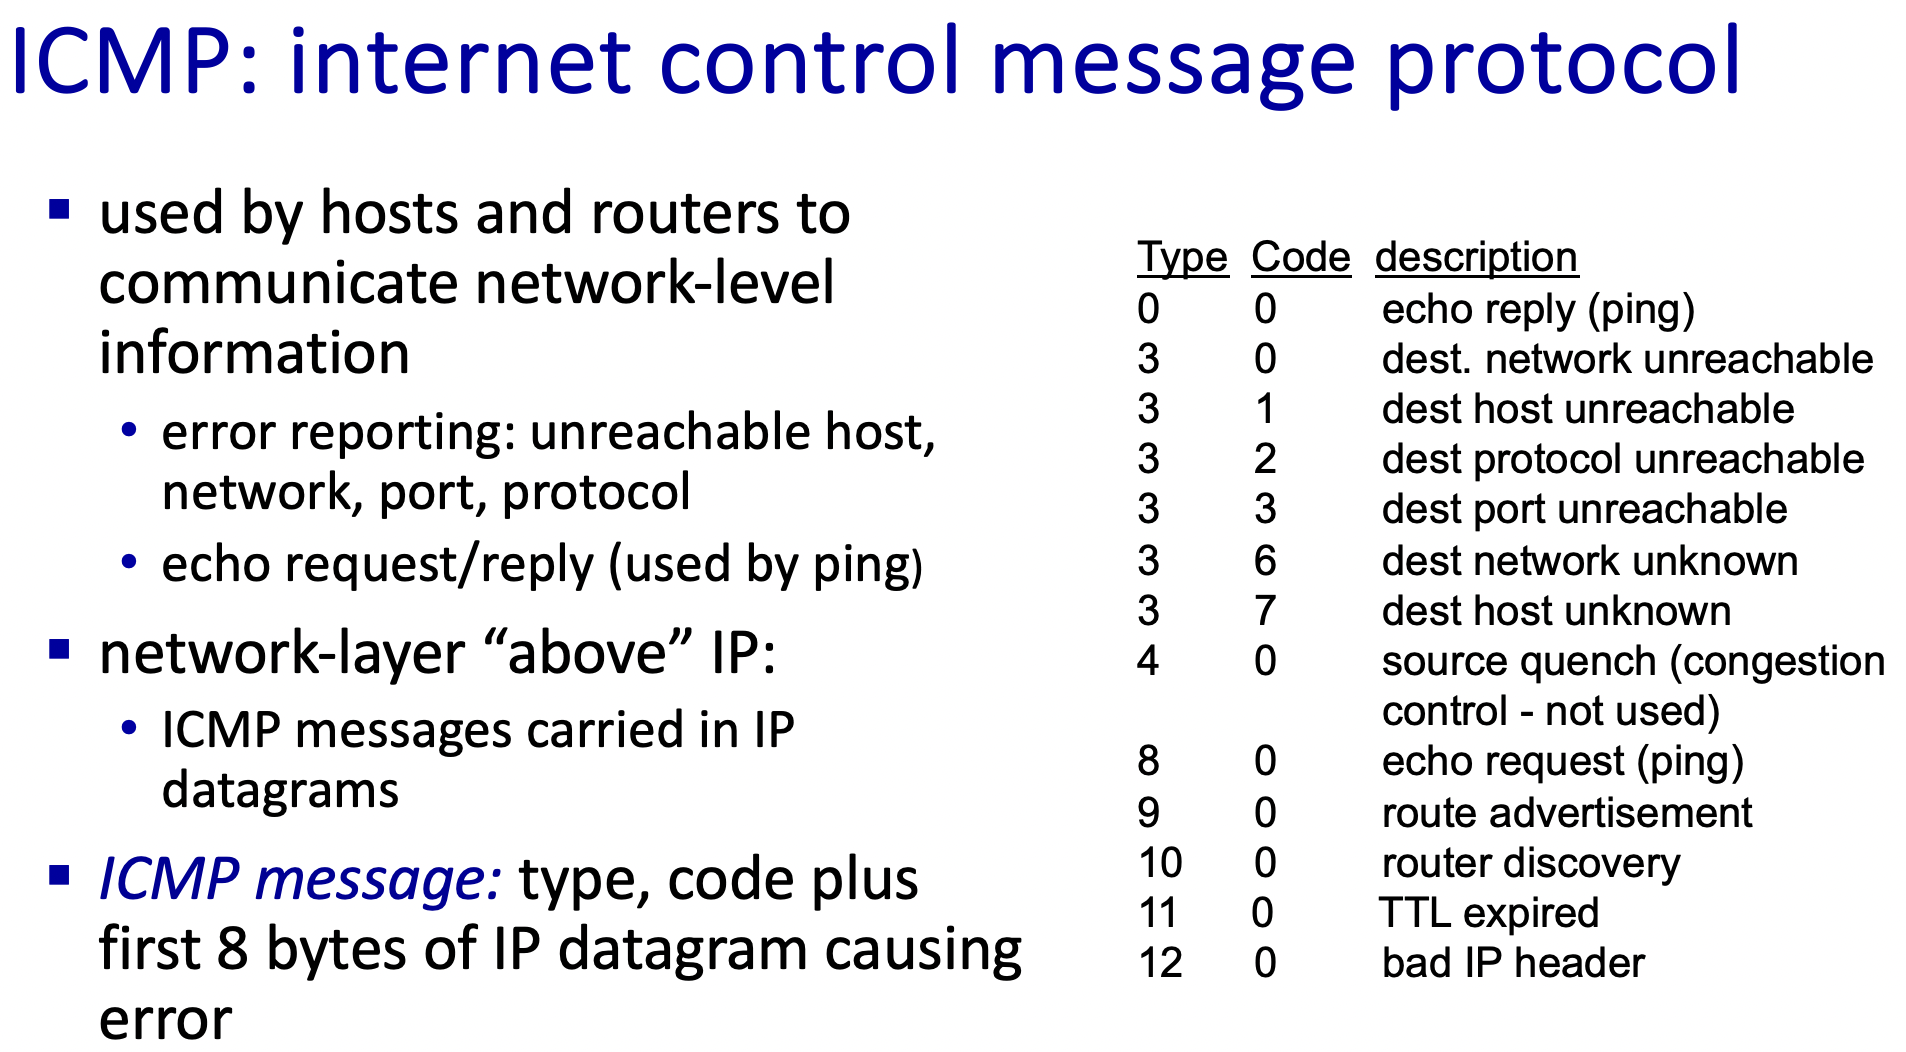 ICMP: internet control message protocol
▪ used by hosts and routers to
communicate network-level
information
• error reporting: unreachable host,
network, port, protocol
• echo request/reply (used by ping)
▪ network-layer “above” IP:
• ICMP messages carried in IP
datagrams
▪ ICMP message: type, code plus
first 8 bytes of IP datagram causing
error
Type Code description
0 0 echo reply (ping)
3 0 dest. network unreachable
3 1 dest host unreachable
3 2 dest protocol unreachable
3 3 dest port unreachable
3 6 dest network unknown
3 7 dest host unknown
4 0 source quench (congestion
control - not used)
8 0 echo request (ping)
9 0 route advertisement
10 0 router discovery
11 0 TTL expired
12 0 bad IP header